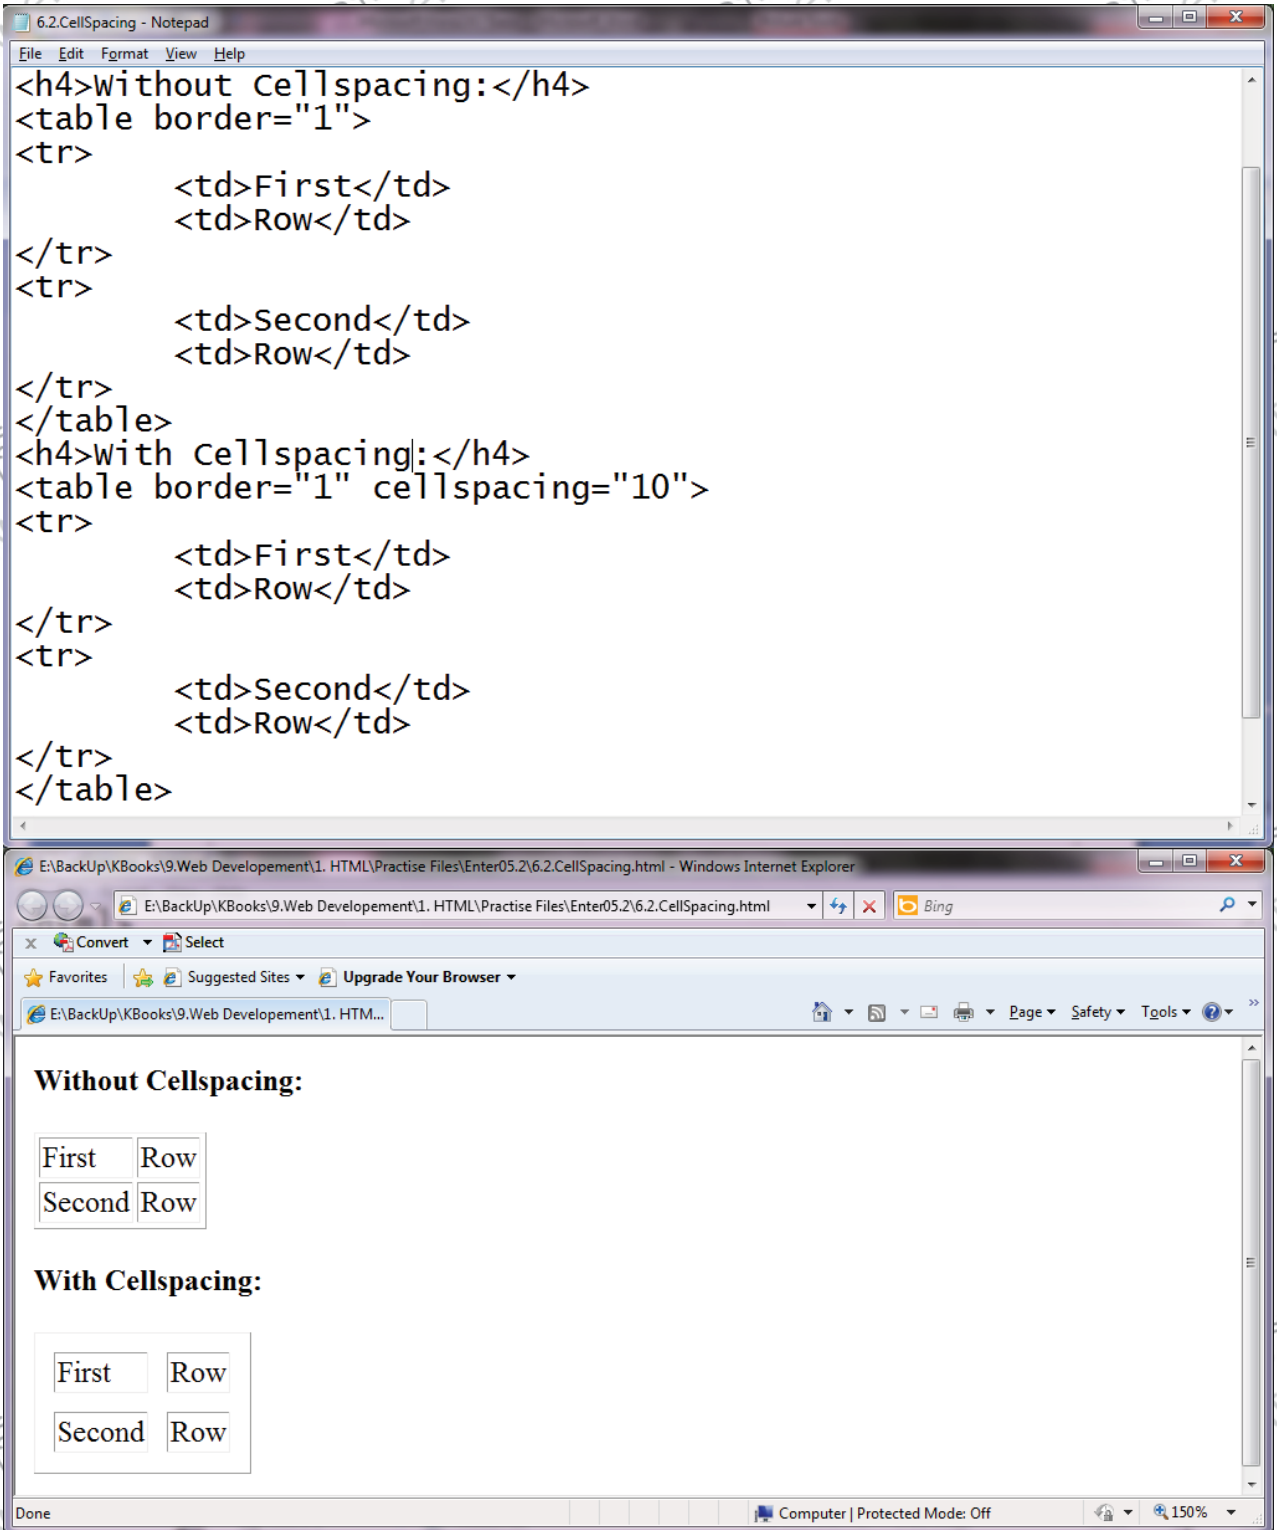 6.2.CellSpacing - Notepad
File Edit Format View Help
<h4>Without Cellspacing:</h4>
<table border="1">
<tr>
<td>First</td>
<td>Row</td>
</tr>
<tr>
<td>Second</td>
<td>Row</td>
</tr>
</table>
<h4>With Cellspacing:</h4>
<table border="1" cellspacing="10">
<tr>
<td>First</td>
<td>Row</td>
</tr>
<tr>
<td>Second</td>
<td>Row</td>
</tr>
</table>
E:\BackUp\KBooks\9.Web Developement\1. HTML\Practise Files\Enter05.2\6.2.CellSpacing.html - Windows Internet Explorer
E:\BackUp\KBooks\9.Web Developement\1. HTML\Practise Files\Enter05.2\6.2.CellSpacing.html Bing
x Convert Select
Favorites Suggested Sites Upgrade Your Browser
E:\BackUp\KBooks\9.Web Developement\1. HTM... Page Safety Tools
Without Cellspacing:
First Row
Second Row
With Cellspacing:
First Row
Second Row
Done Computer | Protected Mode: Off 150%